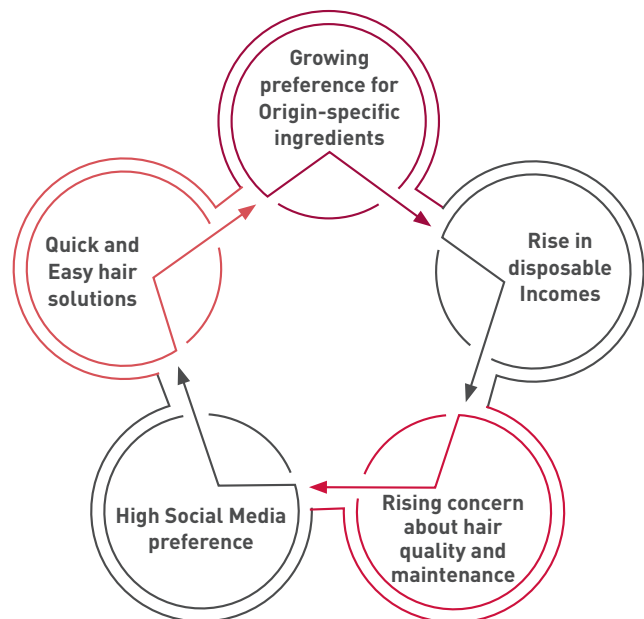 Growing
preference for
Origin-specific
ingredients
Rise in
disposable
Incomes
Rising concern
about hair
quality and
maintenance
High Social Media
preference
Quick and
Easy hair
solutions